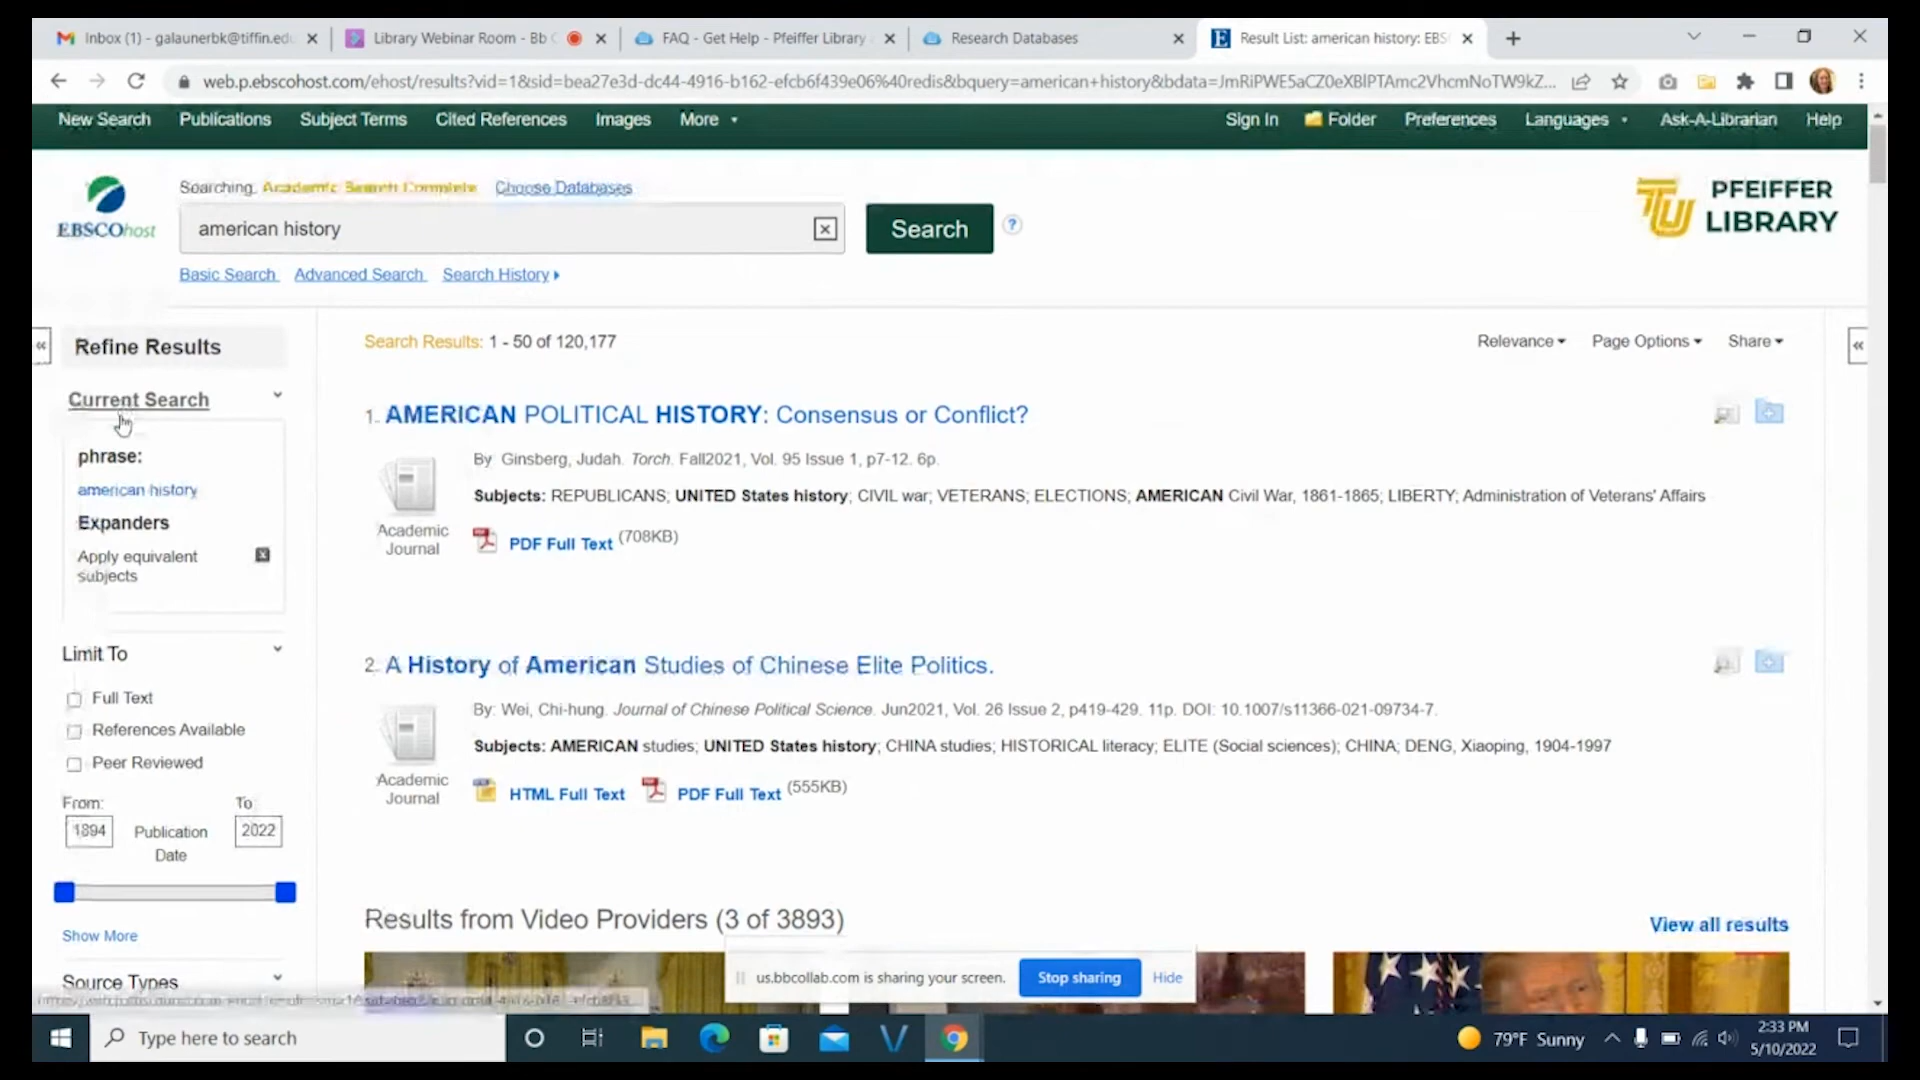 Inbox (1) - galaunerbk@tiffin.edu
Library Webinar Room - Bb C
FAQ - Get Help - Pfeiffer Library
Research Databases
Result List: american history: EBS
web.p.ebscohost.com/ehost/results?vid=1&sid=bea27e3d-dc44-4916-b162-efcb6f439e06%40redis&bquery=american+history&bdata=JmRiPWE5aCZ0eXBlPTAmc2VhcmNoTW9kZ...
New Search Publications Subject Terms Cited References Images More Sign In Folder Preferences Languages Ask-A-Librarian Help
Searching: Academic Search Complete Choose Databases
EBSCOhost
american history
Search
TU PFEIFFER
LIBRARY
Basic Search Advanced Search Search History
Refine Results
Search Results: 1 - 50 of 120,177
Relevance Page Options Share
Current Search
phrase:
american history
Expanders
Apply equivalent
subjects
1. AMERICAN POLITICAL HISTORY: Consensus or Conflict?
By: Ginsberg, Judah. Torch. Fall2021, Vol. 95 Issue 1, p7-12. 6p.
Subjects: REPUBLICANS; UNITED States history; CIVIL war; VETERANS; ELECTIONS; AMERICAN Civil War, 1861-1865; LIBERTY; Administration of Veterans' Affairs
Academic
Journal
PDF Full Text (708KB)
Limit To
Full Text
References Available
Peer Reviewed
From: To
1894 Publication 2022
Date
Show More
Source Types
2. A History of American Studies of Chinese Elite Politics.
By: Wei, Chi-hung. Journal of Chinese Political Science. Jun2021, Vol. 26 Issue 2, p419-429. 11p. DOI: 10.1007/s11366-021-09734-7.
Subjects: AMERICAN studies; UNITED States history; CHINA studies; HISTORICAL literacy; ELITE (Social sciences); CHINA; DENG, Xiaoping, 1904-1997
Academic
Journal
HTML Full Text PDF Full Text (555KB)
Results from Video Providers (3 of 3893)
View all results
us.bbcollab.com is sharing your screen. Stop sharing Hide
Type here to search
79°F Sunny
2:33 PM
5/10/2022